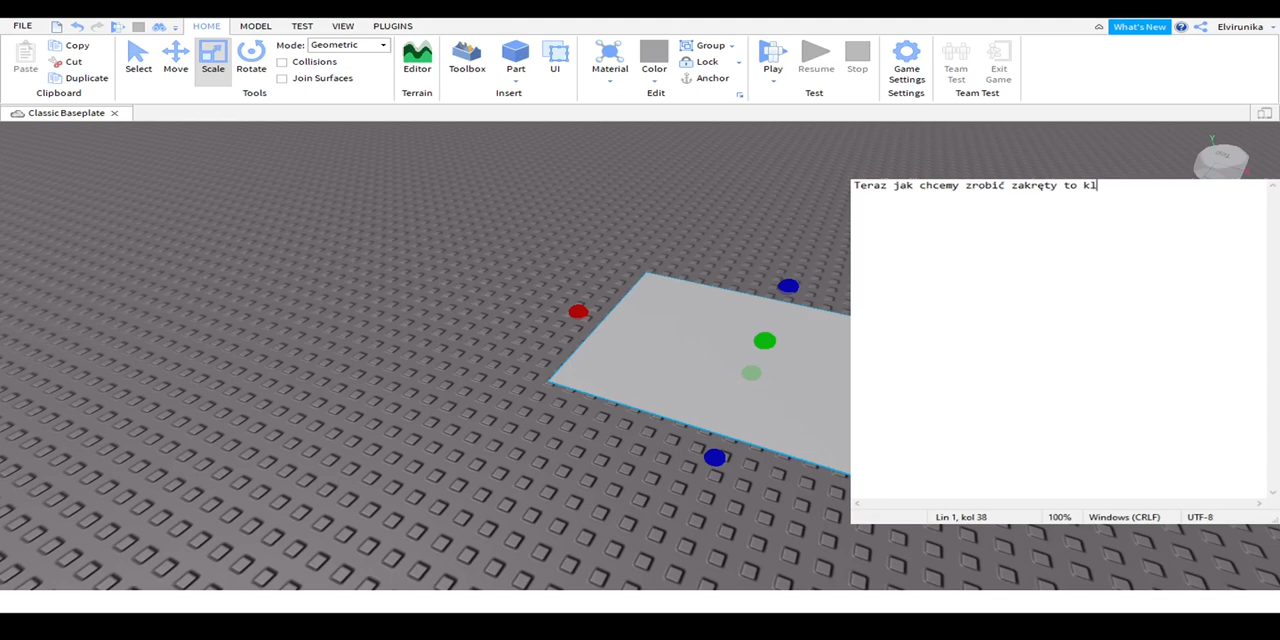 FILE HOME MODEL TEST VIEW PLUGINS What's New Elvirunika
Paste Copy Cut Duplicate Clipboard
Select Move Scale Rotate Mode: Geometric Collisions Join Surfaces Tools
Editor Terrain
Toolbox Part UI Insert
Material Color Group Lock Anchor Edit
Play Resume Stop Test
Game Settings Settings
Team Test Exit Game Team Test
Classic Baseplate
Y
Teraz jak chcemy zrobić zakręty to kl
Lin 1, kol 38 100% Windows (CRLF) UTF-8